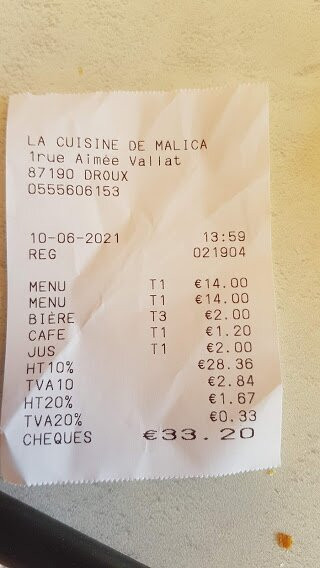 LA CUISINE DE MALICA
1rue Aimée Vallat
87190 DROUX
0555606153
10-06-2021 13:59
REG 021904
MENU T1 €14.00
MENU T1 €14.00
BIÈRE T3 €2.00
CAFE T1 €1.20
JUS T1 €2.00
HT10% €28.36
TVA10 €2.84
HT20% €1.67
TVA20% €0.33
CHEQUES €33.20